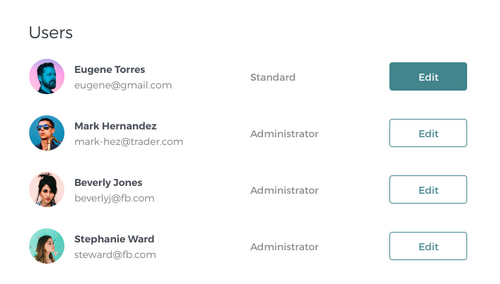 Users
Eugene Torres
eugene@gmail.com
Standard
Edit
Mark Hernandez
mark-hez@trader.com
Administrator
Edit
Beverly Jones
beverlyj@fb.com
Administrator
Edit
Stephanie Ward
steward@fb.com
Administrator
Edit